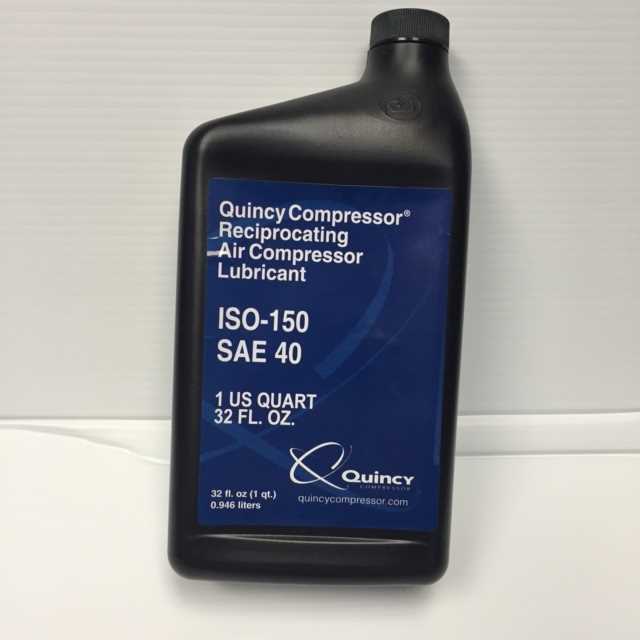 Quincy Compressor®
Reciprocating
Air Compressor
Lubricant
ISO-150
SAE 40
1 US QUART
32 FL. OZ.
Quincy
COMPRESSOR
32 fl. oz (1 qt.)
0.946 liters
quincycompressor.com